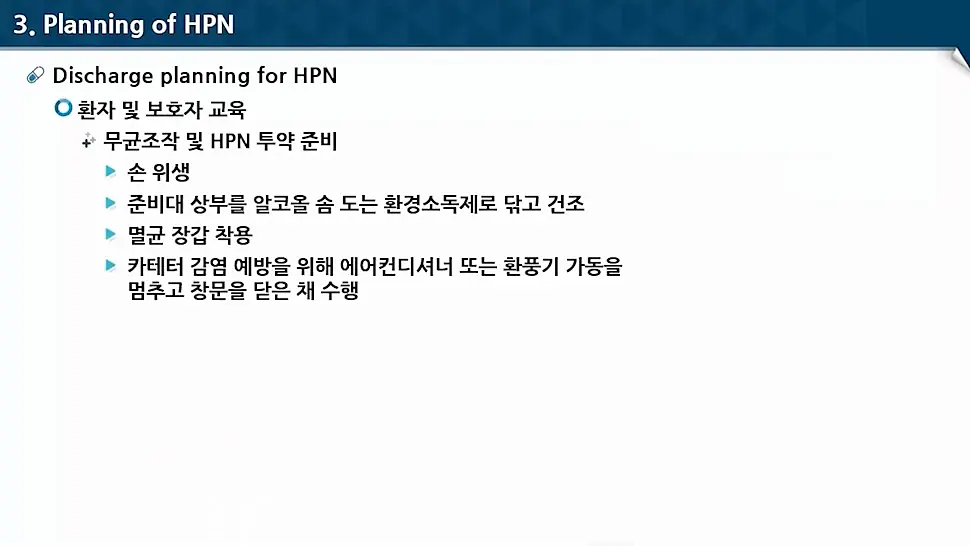 3. Planning of HPN
Discharge planning for HPN
환자 및 보호자 교육
무균조작 및 HPN 투약 준비
손 위생
준비대 상부를 알코올 솜 도는 환경소독제로 닦고 건조
멸균 장갑 착용
카테터 감염 예방을 위해 에어컨디셔너 또는 환풍기 가동을
멈추고 창문을 닫은 채 수행